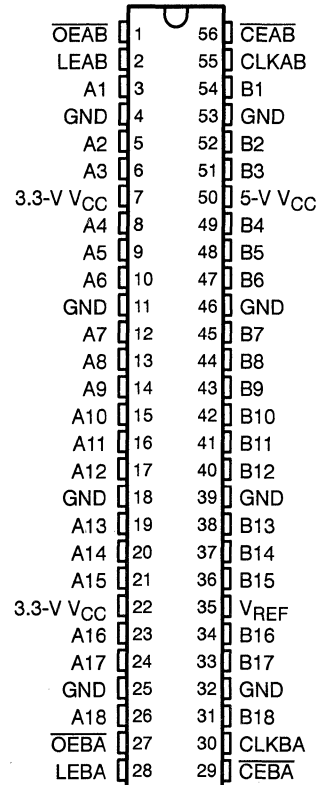 O͞E͞A͞B͞ 1 56 C͞E͞A͞B͞
LEAB 2 55 CLKAB
A1 3 54 B1
GND 4 53 GND
A2 5 52 B2
A3 6 51 B3
3.3-V VCC 7 50 5-V VCC
A4 8 49 B4
A5 9 48 B5
A6 10 47 B6
GND 11 46 GND
A7 12 45 B7
A8 13 44 B8
A9 14 43 B9
A10 15 42 B10
A11 16 41 B11
A12 17 40 B12
GND 18 39 GND
A13 19 38 B13
A14 20 37 B14
A15 21 36 B15
3.3-V VCC 22 35 VREF
A16 23 34 B16
A17 24 33 B17
GND 25 32 GND
A18 26 31 B18
O͞E͞B͞A͞ 27 30 CLKBA
LEBA 28 29 C͞E͞B͞A͞